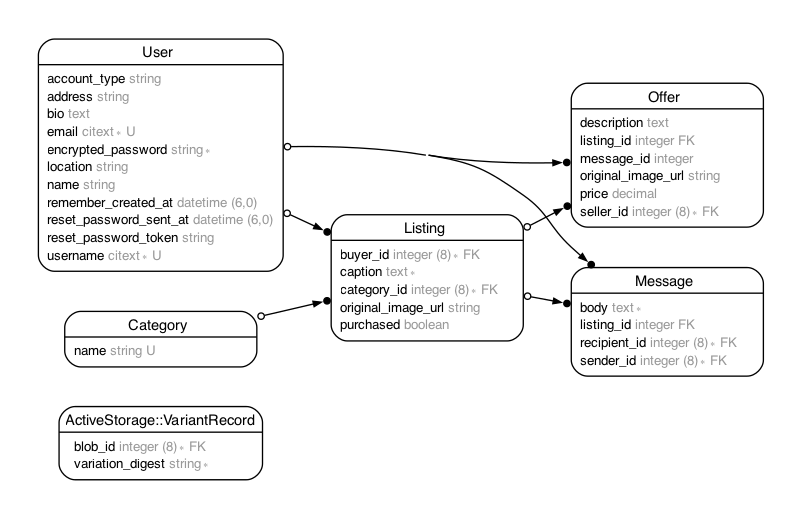 User
account_type string
address string
bio text
email citext ∗ U
encrypted_password string ∗
location string
name string
remember_created_at datetime (6,0)
reset_password_sent_at datetime (6,0)
reset_password_token string
username citext ∗ U
Category
name string U
ActiveStorage::VariantRecord
blob_id integer (8) ∗ FK
variation_digest string ∗
Listing
buyer_id integer (8) ∗ FK
caption text ∗
category_id integer (8) ∗ FK
original_image_url string
purchased boolean
Offer
description text
listing_id integer FK
message_id integer
original_image_url string
price decimal
seller_id integer (8) ∗ FK
Message
body text ∗
listing_id integer FK
recipient_id integer (8) ∗ FK
sender_id integer (8) ∗ FK